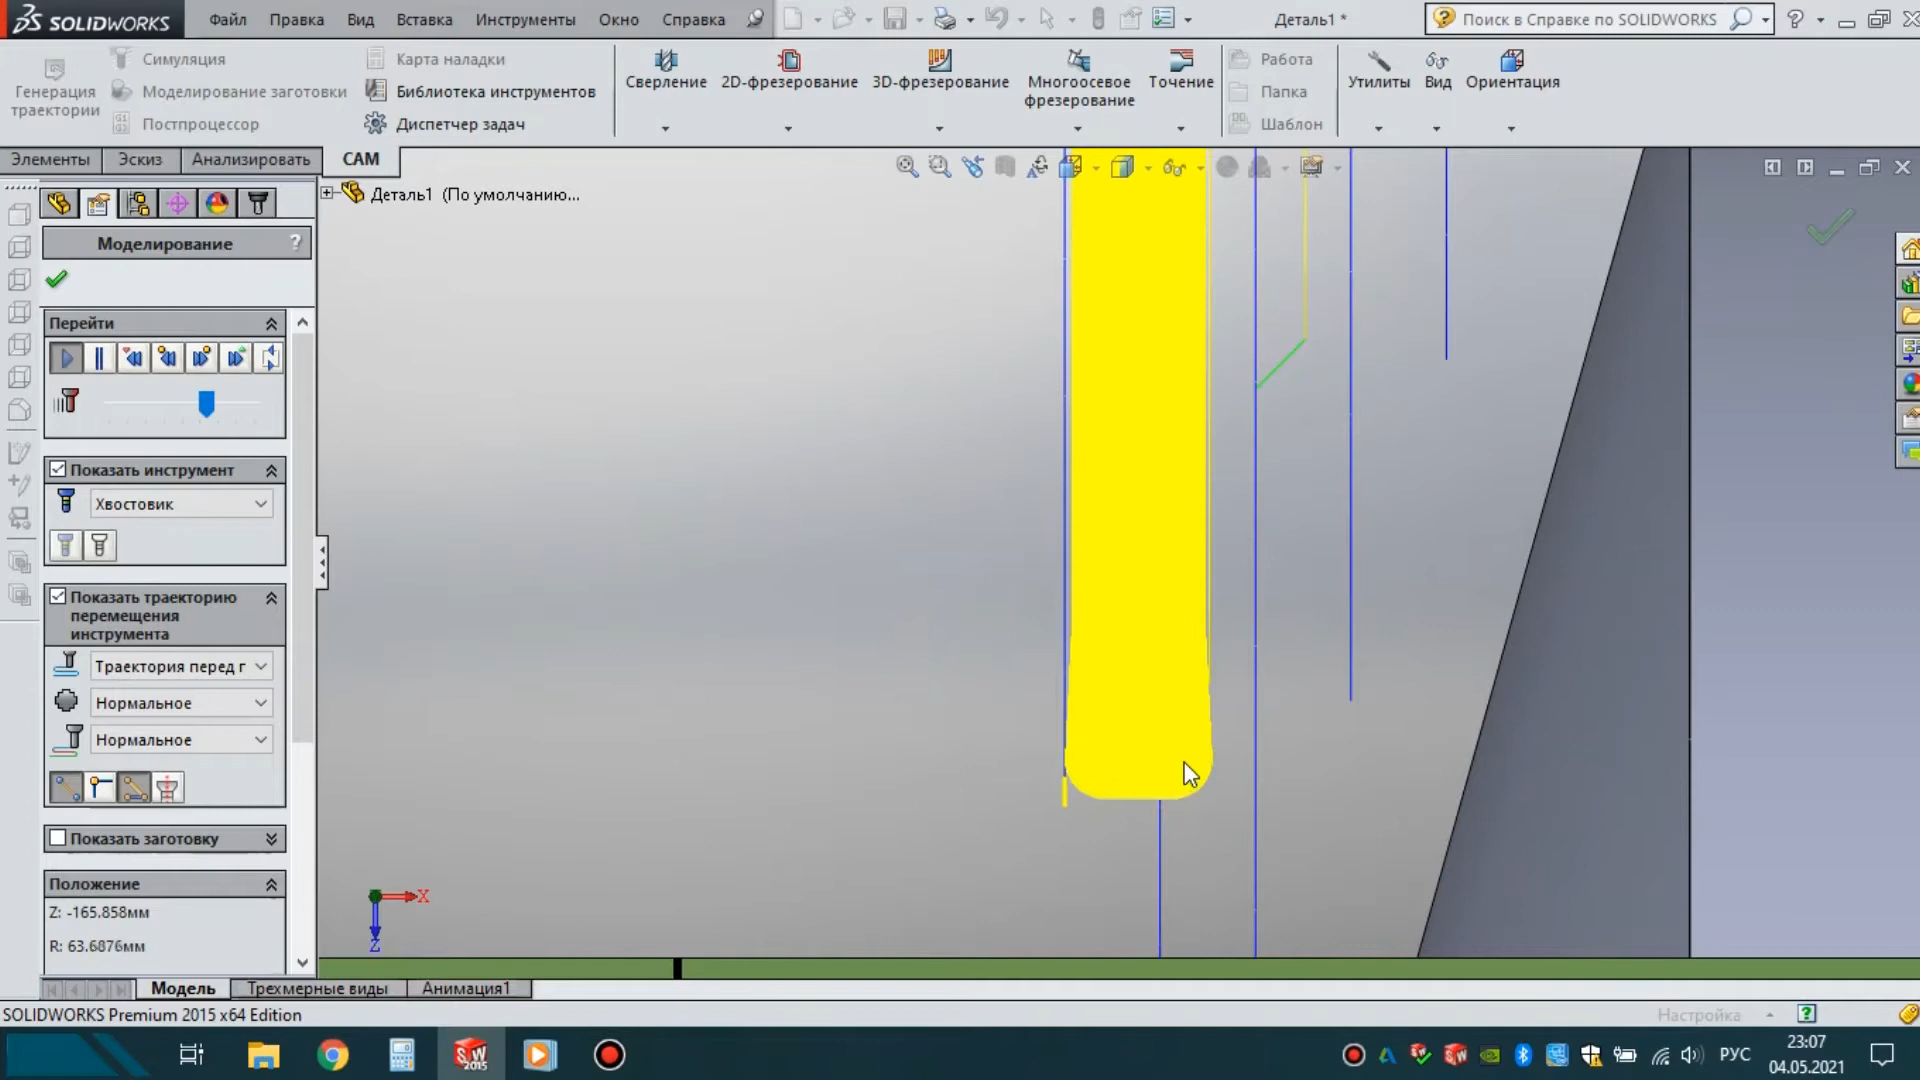 SOLIDWORKS
Файл Правка Вид Вставка Инструменты Окно Справка
Деталь1 *
Поиск в Справке по SOLIDWORKS
Генерация траектории
Симуляция
Моделирование заготовки
Постпроцессор
Карта наладки
Библиотека инструментов
Диспетчер задач
Сверление
2D-фрезерование
3D-фрезерование
Многоосевое фрезерование
Точение
Работа
Папка
Шаблон
Утилиты
Вид
Ориентация
Элементы Эскиз Анализировать CAM
Деталь1 (По умолчанию...
Моделирование ?
Перейти
Показать инструмент
Хвостовик
Показать траекторию
перемещения
инструмента
Траектория перед г
Нормальное
Нормальное
Показать заготовку
Положение
Z: -165.858мм
R: 63.6876мм
X
Z
Модель Трехмерные виды Анимация1
SOLIDWORKS Premium 2015 x64 Edition
Настройка
SW
2015
РУС
23:07
04.05.2021